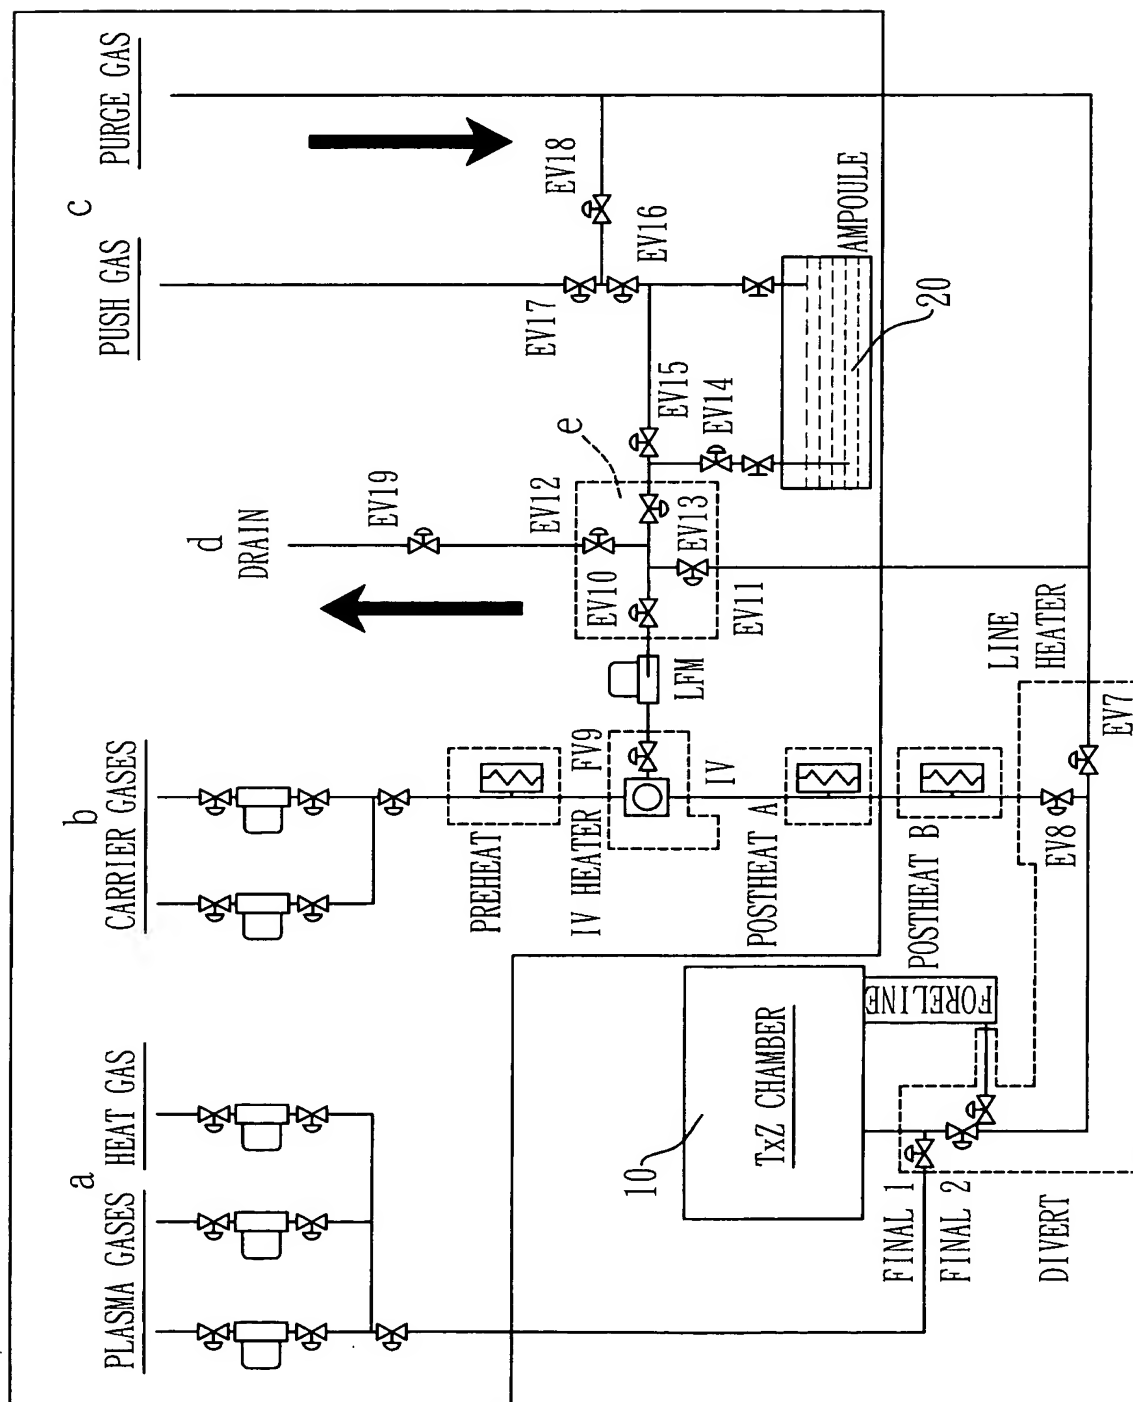 a
PLASMA GASES
HEAT GAS
b
CARRIER GASES
d
DRAIN
c
PUSH GAS
PURGE GAS
EV19
EV12
e
EV17
EV18
EV16
EV15
EV14
EV13
EV10
EV11
LFM
FV9
IV
PREHEAT
IV HEATER
POSTHEAT A
POSTHEAT B
AMPOULE
20
LINE
HEATER
EV7
EV8
10
TxZ CHAMBER
FORELINE
FINAL 1
FINAL 2
DIVERT